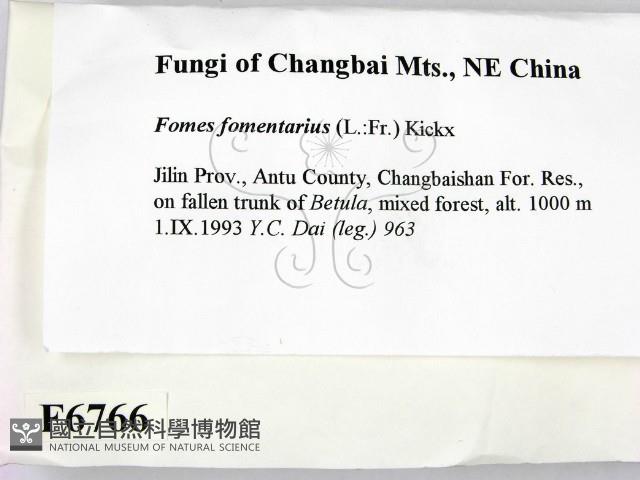 Fungi of Changbai Mts., NE China
Fomes fomentarius (L.:Fr.) Kickx
Jilin Prov., Antu County, Changbaishan For. Res.,
on fallen trunk of Betula, mixed forest, alt. 1000 m
1.IX.1993 Y.C. Dai (leg.) 963
F6766
國立自然科學博物館
NATIONAL MUSEUM OF NATURAL SCIENCE